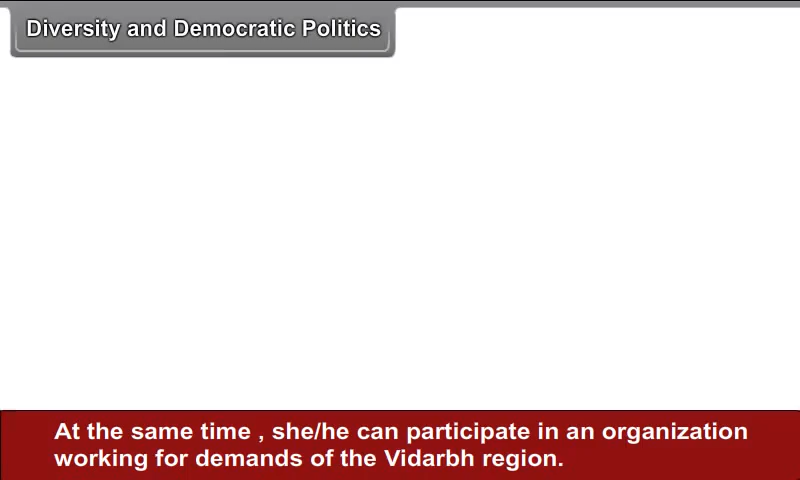 Diversity and Democratic Politics
At the same time , she/he can participate in an organization
working for demands of the Vidarbh region.